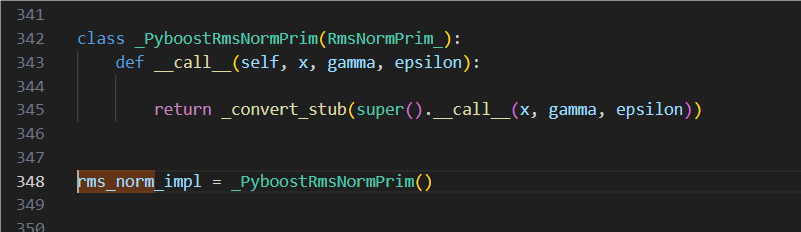 341
342 class _PyboostRmsNormPrim(RmsNormPrim_):
343 def __call__(self, x, gamma, epsilon):
344
345 return _convert_stub(super().__call__(x, gamma, epsilon))
346
347
348 rms_norm_impl = _PyboostRmsNormPrim()
349
350